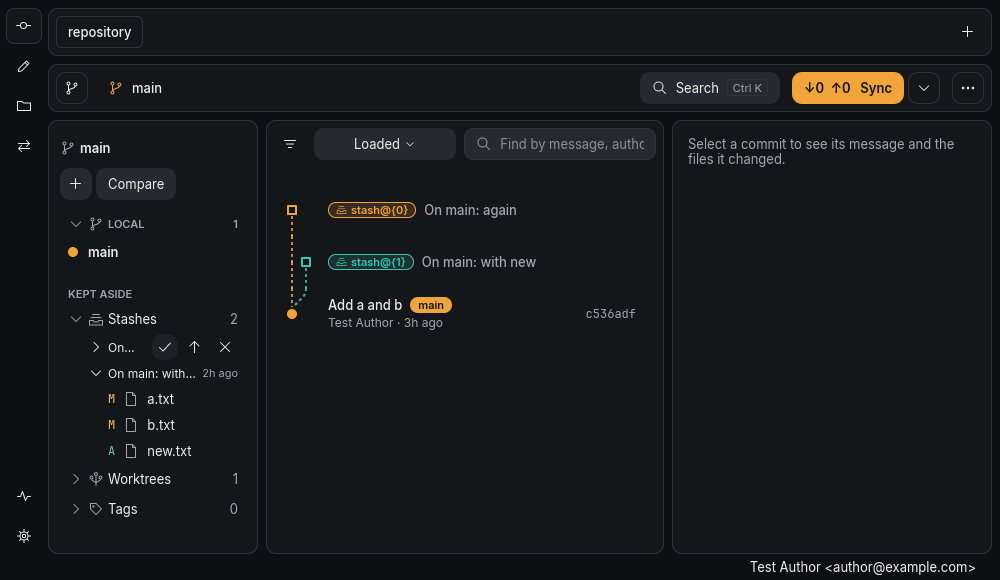 repository
main
Search Ctrl K
↓0 ↑0 Sync
main
Compare
LOCAL 1
main
KEPT ASIDE
Stashes 2
On...
On main: with... 2h ago
M a.txt
M b.txt
A new.txt
Worktrees 1
Tags 0
Loaded
Find by message, autho
stash@{0} On main: again
stash@{1} On main: with new
Add a and b main
Test Author · 3h ago
c536adf
Select a commit to see its message and the
files it changed.
Test Author <author@example.com>